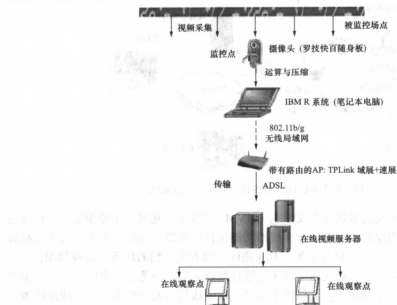 视频采集
被监控场点
监控点
摄像头 (罗技快百随身板)
运算与压缩
IBM R 系统 (笔记本电脑)
802.11b/g
无线局域网
带有路由的AP: TPLink 域展+速展
传输
ADSL
在线视频服务器
在线观察点
在线观察点